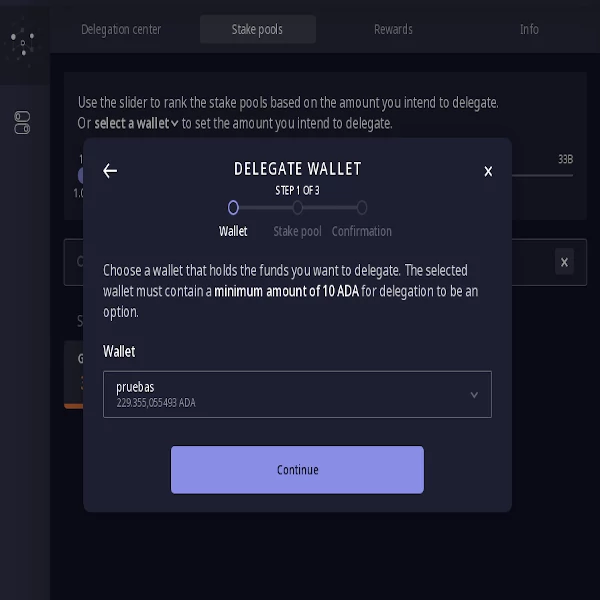 Delegation center
Stake pools
Rewards
Info
Use the slider to rank the stake pools based on the amount you intend to delegate.
Or select a wallet to set the amount you intend to delegate.
33B
DELEGATE WALLET
STEP 1 OF 3
Wallet
Stake pool
Confirmation
Choose a wallet that holds the funds you want to delegate. The selected
wallet must contain a minimum amount of 10 ADA for delegation to be an
option.
Wallet
pruebas
229.355,055493 ADA
Continue